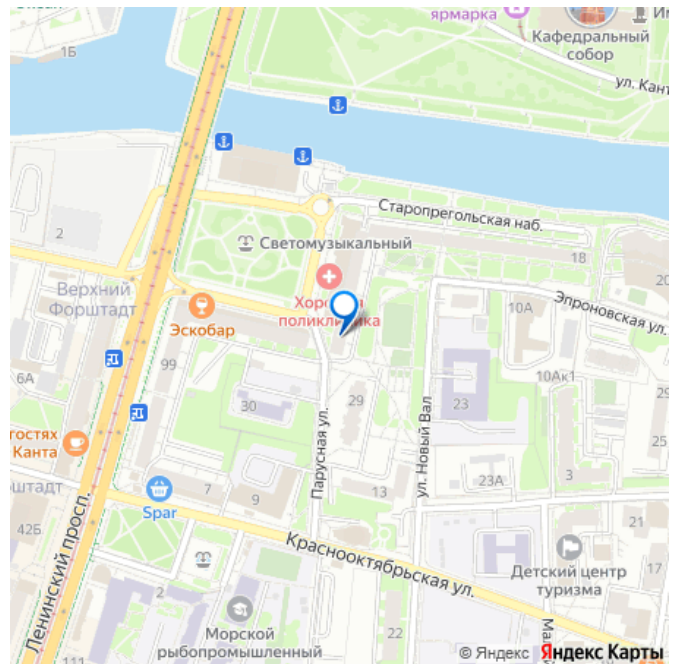 ярмарка
Кафедральный
собор
1Б
ул. Кант
Старопрегольская наб.
2
Светомузыкальный
18
20
Верхний
Форштадт
Хорошая
поликлиника
Эскобар
10А
Эпроновская ул.
99
6А
10Ак1
30
29
23
25
гостях
Канта
Парусная ул.
ул. Новый Вал
23А
3
7
9
13
Spar
42Б
Ленинский просп.
Краснооктябрьская ул.
21
17
Детский центр
туризма
Морской
рыбопромышленный
22
111
© Яндекс Яндекс Карты